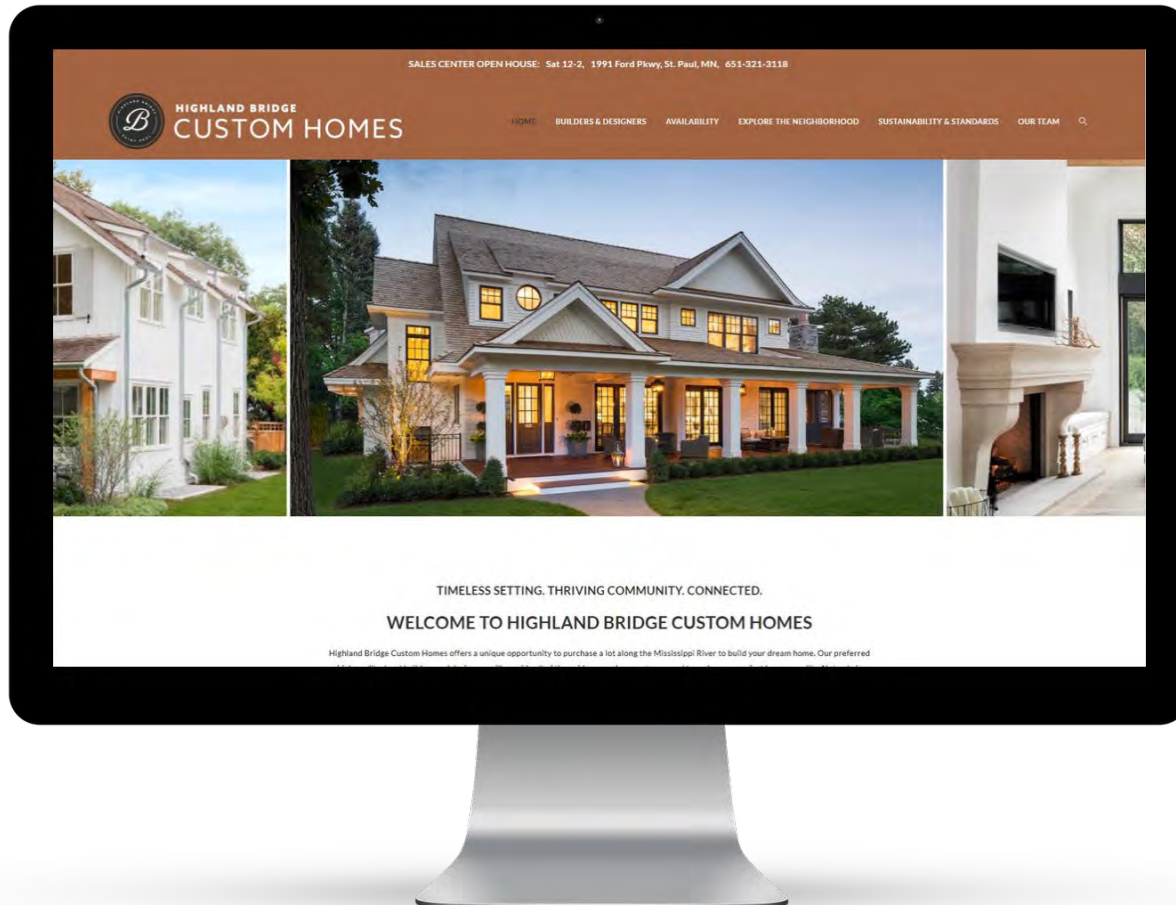 SALES CENTER OPEN HOUSE: Sat 12-2, 1991 Ford Pkwy, St. Paul, MN, 651-321-3118
B
HIGHLAND BRIDGE
CUSTOM HOMES
HOME BUILDERS & DESIGNERS AVAILABILITY EXPLORE THE NEIGHBORHOOD SUSTAINABILITY & STANDARDS OUR TEAM
TIMELESS SETTING. THRIVING COMMUNITY. CONNECTED.
WELCOME TO HIGHLAND BRIDGE CUSTOM HOMES
Highland Bridge Custom Homes offers a unique opportunity to purchase a lot along the Mississippi River to build your dream home. Our preferred